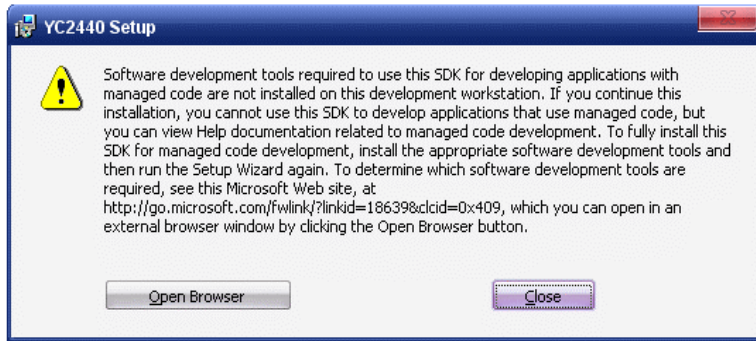 YC2440 Setup
Software development tools required to use this SDK for developing applications with
managed code are not installed on this development workstation. If you continue this
installation, you cannot use this SDK to develop applications that use managed code, but
you can view Help documentation related to managed code development. To fully install this
SDK for managed code development, install the appropriate software development tools and
then run the Setup Wizard again. To determine which software development tools are
required, see this Microsoft Web site, at
http://go.microsoft.com/fwlink/?linkid=18639&clcid=0x409, which you can open in an
external browser window by clicking the Open Browser button.
Open Browser
Close